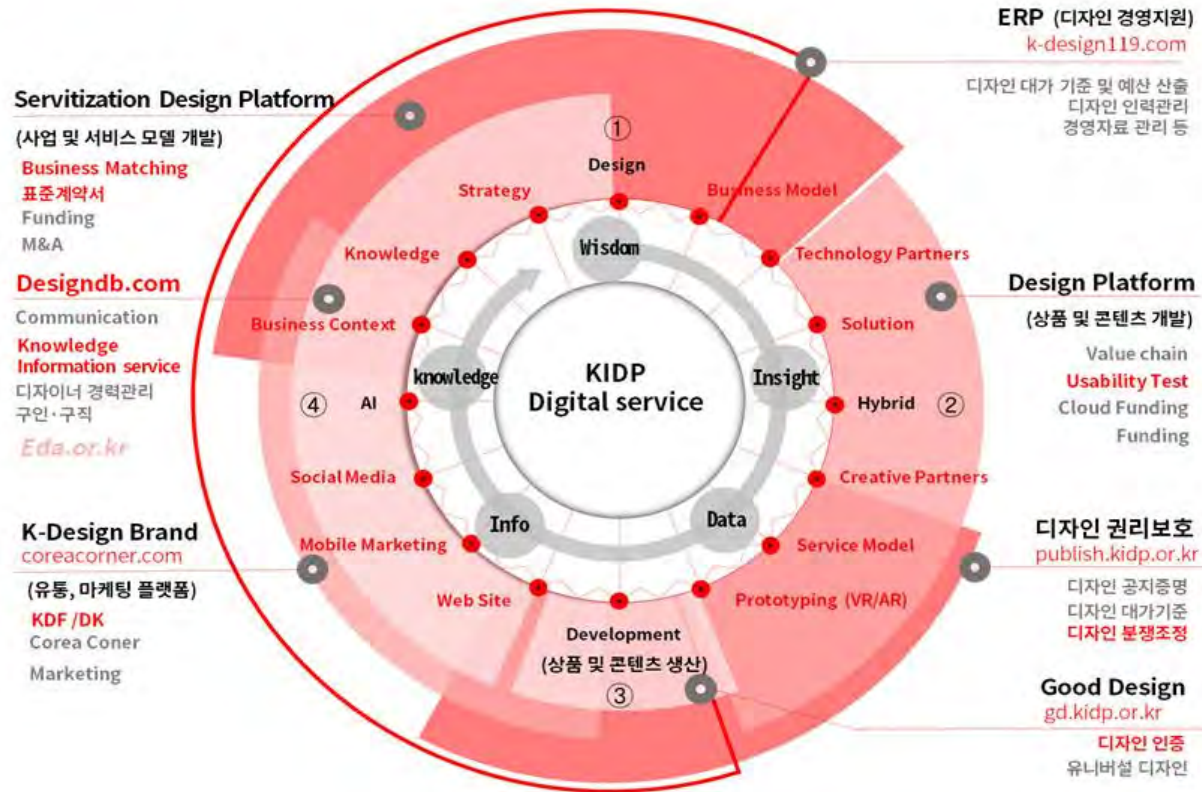 ERP (디자인 경영지원)
k-design119.com
디자인 대가 기준 및 예산 산출
디자인 인력관리
경영자료 관리 등
Servitization Design Platform
(사업 및 서비스 모델 개발)
Business Matching
표준계약서
Funding
M&A
Designdb.com
Communication
Knowledge
Information service
디자이너 경력관리
구인·구직
Eda.or.kr
K-Design Brand
coreacorner.com
(유통, 마케팅 플랫폼)
KDF /DK
Corea Coner
Marketing
①
Design
Strategy
Business Model
Knowledge
Technology Partners
Business Context
Solution
④
AI
Hybrid
②
Social Media
Creative Partners
Mobile Marketing
Service Model
Web Site
Prototyping (VR/AR)
Development
(상품 및 콘텐츠 생산)
③
Wisdom
Insight
Data
Info
knowledge
KIDP
Digital service
Design Platform
(상품 및 콘텐츠 개발)
Value chain
Usability Test
Cloud Funding
Funding
디자인 권리보호
publish.kidp.or.kr
디자인 공지증명
디자인 대가기준
디자인 분쟁조정
Good Design
gd.kidp.or.kr
디자인 인증
유니버설 디자인